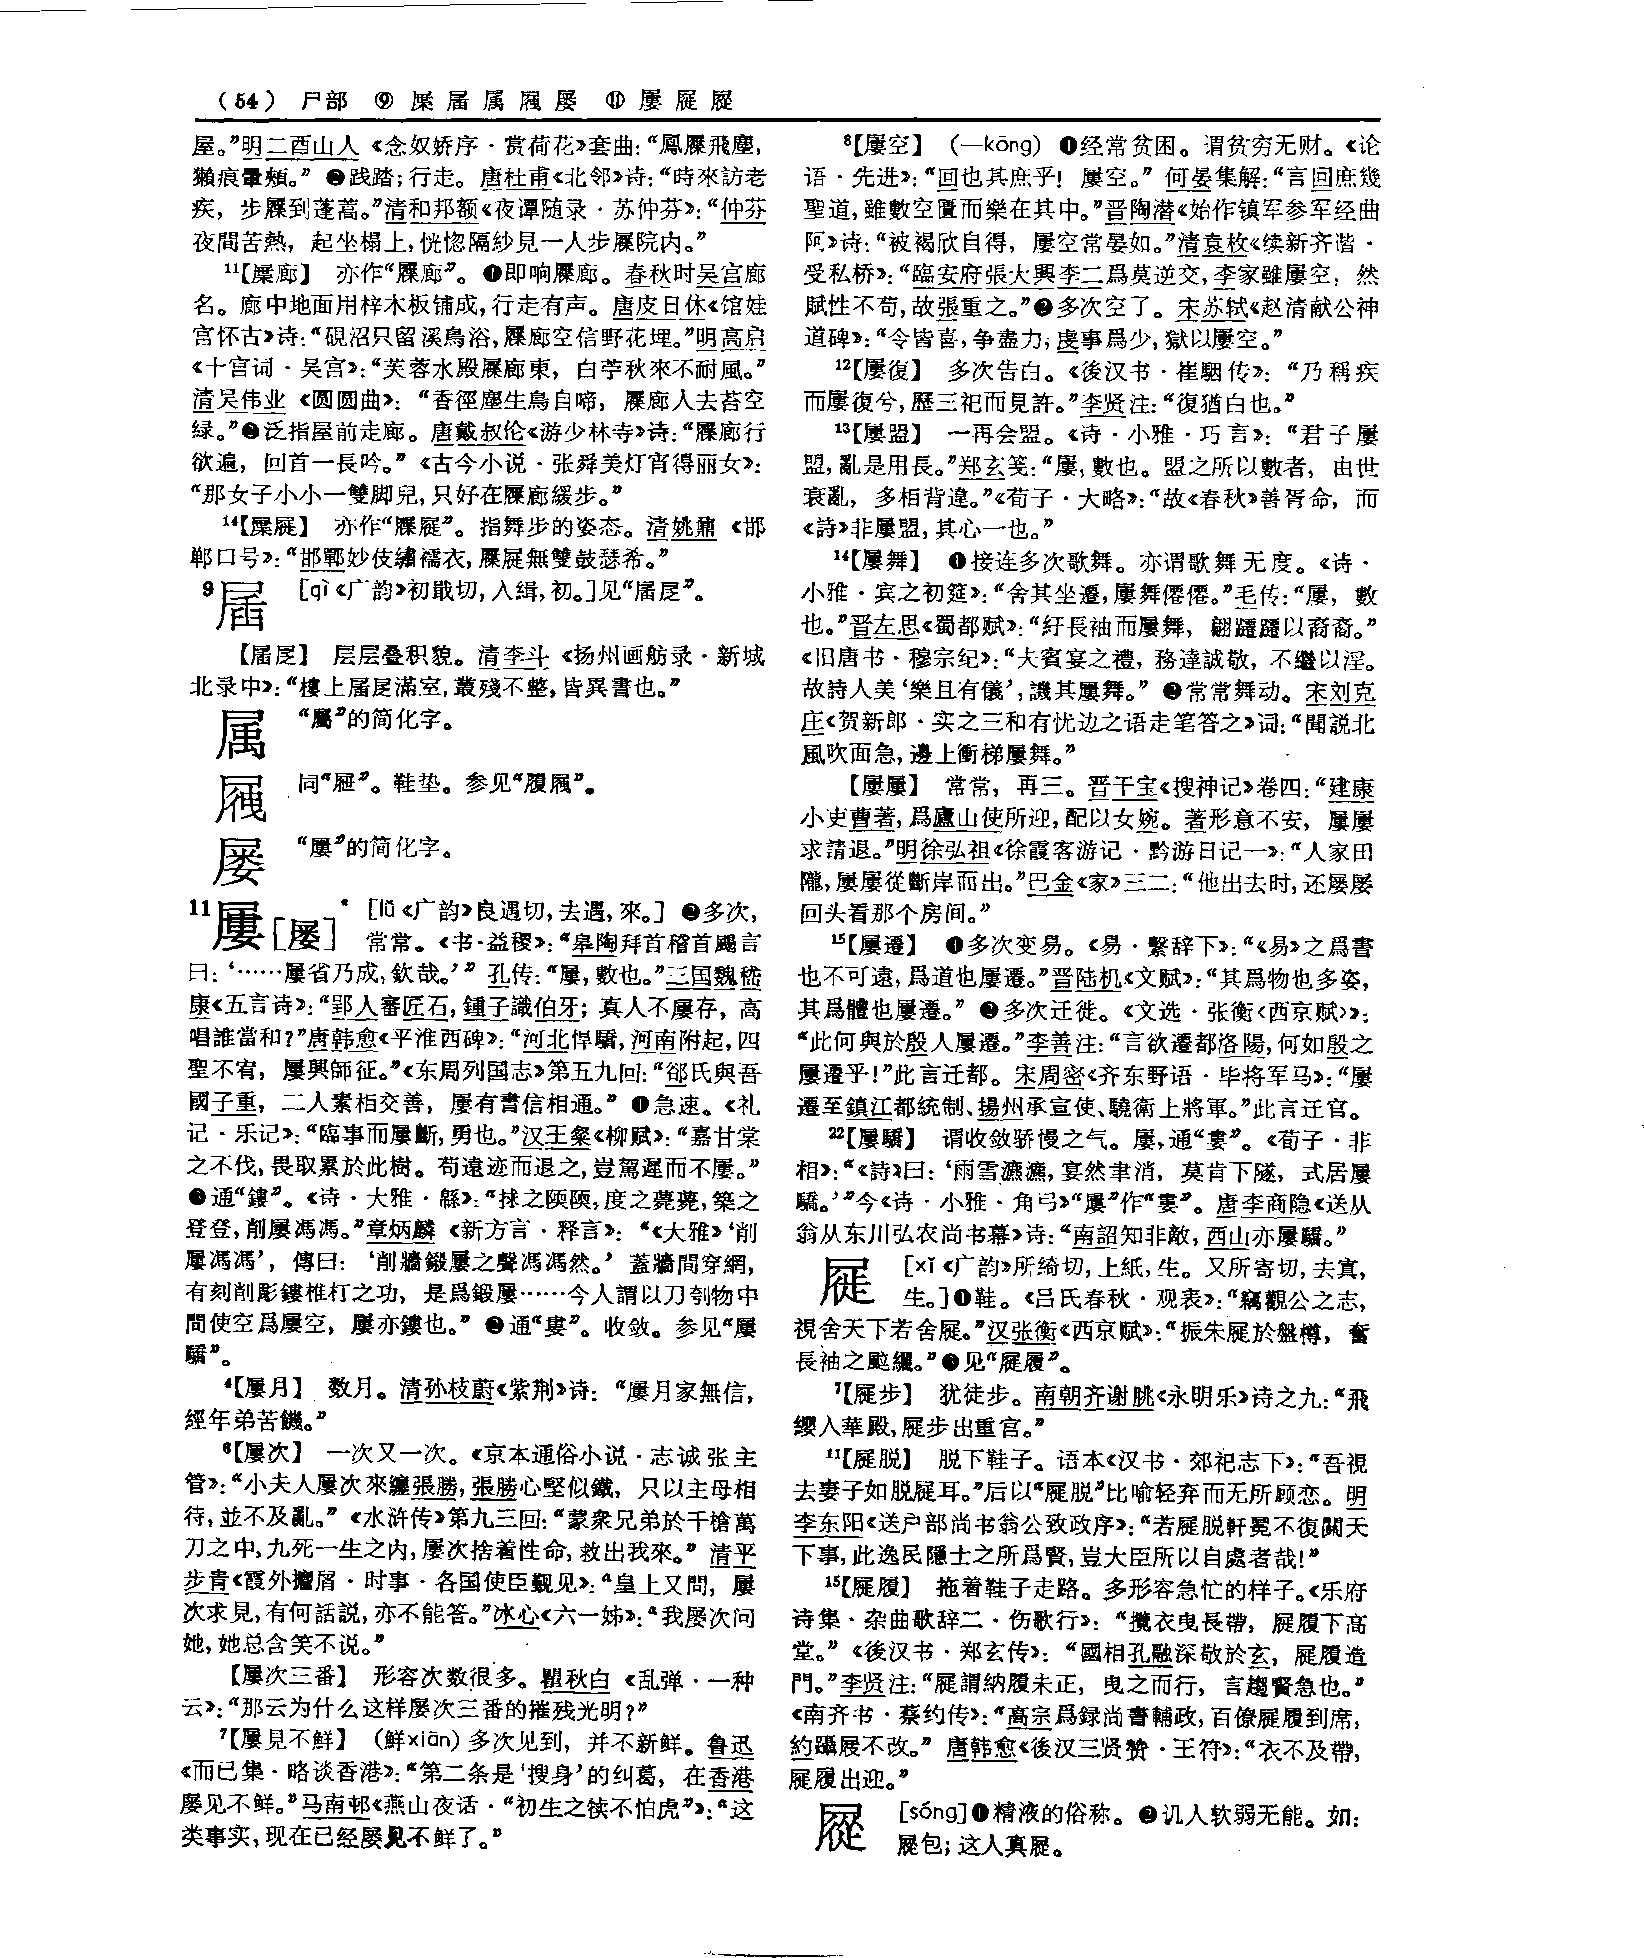 (54) 尸部 ⑨ 屟 届 属 屐 屡 ⑪ 屢 屣 㞞
屋。”明二酉山人《念奴娇序·赏荷花》套曲:“鳳屧飛塵,
獺痕暈頰。”❷践踏;行走。唐杜甫《北邻》诗:“時來訪老
疾,步屧到蓬蒿。”清和邦额《夜谭随录·苏仲芬》:“仲芬
夜間苦熱,起坐榻上,恍惚隔紗見一人步屧院内。”
11【屟廊】 亦作“屧廊”。❶即响屧廊。春秋时吴宫廊
名。廊中地面用梓木板铺成,行走有声。唐皮日休《馆娃
宫怀古》诗:“硯沼只留溪鳥浴,屧廊空信野花埋。”明高启
《十宫词·吴宫》:“芙蓉水殿屧廊東,白苧秋來不耐風。”
清吴伟业《圆圆曲》:“香徑塵生鳥自啼,屧廊人去苔空
绿。”❷泛指屋前走廊。唐戴叔伦《游少林寺》诗:“屧廊行
欲遍,回首一長吟。”《古今小说·张舜美灯宵得丽女》:
“那女子小小一雙脚兒,只好在屧廊緩步。”
14【屟屣】 亦作“屧屣”。指舞步的姿态。清姚鼐《邯
郸口号》:“邯鄲妙伎繡襦衣,屧屣無雙鼓瑟希。”
9
[qì《广韵》初戢切,入缉,初。]见“
层层叠积貌。清李斗《扬州画舫录·新城
北录中》:“樓上
滿室,叢殘不整,皆異書也。”
属 “屬”的简化字。
同“屉”。鞋垫。参见“履
屡 “屢”的简化字。
11屢[屡] * [lǚ《广韵》良遇切,去遇,來。] ❷多次,
常常。《书·益稷》:“皋陶拜首稽首颺言
曰:‘……屢省乃成,欽哉。’”孔传:“屢,數也。”三国魏嵇
康《五言诗》:“郢人審匠石,鍾子識伯牙;真人不屢存,高
唱誰當和?”唐韩愈《平淮西碑》:“河北悍驕,河南附起,四
聖不宥,屢興師征。”《东周列国志》第五九回:“郤氏與吾
國子重,二人素相交善,屢有書信相通。”❶急速。《礼
记·乐记》:“臨事而屢斷,勇也。”汉王粲《柳赋》:“嘉甘棠
之不伐,畏取累於此樹。苟遠迹而退之,豈駕遲而不屢。”
❶通“鏤”。《诗·大雅·緜》:“捄之陾陾,度之薨薨,築之
登登,削屢馮馮。”章炳麟《新方言·释言》:“《大雅》‘削
屢馮馮’,傳曰:‘削牆鍛屢之聲馮馮然。’蓋牆間穿網,
有刻削彫鏤椎打之功,是爲鍛屢……今人謂以刀刳物中
間使空爲屢空,屢亦鏤也。”❷通“婁”。收敛。参见“屢
驕”。
4【屢月】 数月。清孙枝蔚《紫荆》诗:“屢月家無信,
經年弟苦饑。”
6【屢次】 一次又一次。《京本通俗小说·志诚张主
管》:“小夫人屢次來纏張勝,張勝心堅似鐵,只以主母相
待,並不及亂。”《水浒传》第九三回:“蒙衆兄弟於千槍萬
刀之中,九死一生之内,屢次捨着性命,救出我來。”清平
步青《霞外攟屑·时事·各国使臣觐见》:“皇上又問,屢
次求見,有何話説,亦不能答。”冰心《六一姊》:“我屡次问
她,她总含笑不说。”
【屢次三番】 形容次数很多。瞿秋白《乱弹·一种
云》:“那云为什么这样屡次三番的摧残光明?”
7【屢見不鲜】 (鲜xiān)多次见到,并不新鲜。鲁迅
《而已集·略谈香港》:“第二条是‘搜身’的纠葛,在香港
屡见不鲜。”马南邨《燕山夜话·“初生之犊不怕虎”》:“这
类事实,现在已经屡見不鲜了。”
8【屢空】 (—kōng) ❶经常贫困。谓贫穷无财。《论
语·先进》:“回也其庶乎!屢空。”何晏集解:“言回庶幾
聖道,雖數空匱而樂在其中。”晋陶潜《始作镇军参军经曲
阿》诗:“被褐欣自得,屢空常晏如。”清袁枚《续新齐谐·
受私桥》:“臨安府張大興李二爲莫逆交,李家雖屢空,然
賦性不苟,故張重之。”❷多次空了。宋苏轼《赵清献公神
道碑》:“令皆喜,争盡力;虔事爲少,獄以屢空。”
12【屢復】 多次告白。《後汉书·崔駰传》:“乃稱疾
而屢復兮,歷三祀而見許。”李贤注:“復猶白也。”
13【屢盟】 一再会盟。《诗·小雅·巧言》:“君子屢
盟,亂是用長。”郑玄笺:“屢,數也。盟之所以數者,由世
衰亂,多相背違。”《荀子·大略》:“故《春秋》善胥命,而
《詩》非屢盟,其心一也。”
14【屢舞】 ❶接连多次歌舞。亦谓歌舞无度。《诗·
小雅·宾之初筵》:“舍其坐遷,屢舞僊僊。”毛传:“屢,數
也。”晋左思《蜀都赋》:“紆長袖而屢舞,翩躚躚以裔裔。”
《旧唐书·穆宗纪》:“大賓宴之禮,務達誠敬,不繼以淫。
故詩人美‘樂且有儀’,譏其屢舞。”❷常常舞动。宋刘克
庄《贺新郎·实之三和有忧边之语走笔答之》词:“聞説北
風吹面急,邊上衝梯屢舞。”
【屢屢】 常常,再三。晋干宝《搜神记》卷四:“建康
小吏曹著,爲廬山使所迎,配以女婉。著形意不安,屢屢
求請退。”明徐弘祖《徐霞客游记·黔游日记一》:“人家田
隴,屢屢從斷岸而出。”巴金《家》三二:“他出去时,还屡屡
回头看那个房间。”
15【屢遷】 ❶多次变易。《易·繫辞下》:“《易》之爲書
也不可遠,爲道也屢遷。”晋陆机《文赋》:“其爲物也多姿,
其爲體也屢遷。”❷多次迁徙。《文选·张衡〈西京赋〉》:
“此何與於殷人屢遷。”李善注:“言欲遷都洛陽,何如殷之
屢遷乎!”此言迁都。宋周密《齐东野语·毕将军马》:“屢
遷至鎮江都統制、揚州承宣使、驍衛上將軍。”此言迁官。
22【屢驕】 谓收敛骄慢之气。屢,通“婁”。《荀子·非
相》:“《詩》曰:‘雨雪瀌瀌,宴然聿消,莫肯下隧,式居屢
驕。’”今《诗·小雅·角弓》“屢”作“婁”。唐李商隐《送从
翁从东川弘农尚书幕》诗:“南詔知非敵,西山亦屢驕。”
屣 [xǐ《广韵》所绮切,上紙,生。又所寄切,去寘,
生。]❶鞋。《吕氏春秋·观表》:“竊觀公之志,
視舍天下若舍屣。”汉张衡《西京赋》:“振朱屣於盤樽,奮
長袖之颯纚。”❷见“屣履”。
7【屣步】 犹徒步。南朝齐谢朓《永明乐》诗之九:“飛
缨入華殿,屣步出重宫。”
11【屣脱】 脱下鞋子。语本《汉书·郊祀志下》:“吾視
去妻子如脱屣耳。”后以“屣脱”比喻轻弃而无所顾恋。明
李东阳《送户部尚书翁公致政序》:“若屣脱軒冕不復關天
下事,此逸民隱士之所爲賢,豈大臣所以自處者哉!”
15【屣履】 拖着鞋子走路。多形容急忙的样子。《乐府
诗集·杂曲歌辞二·伤歌行》:“攬衣曳長帶,屣履下高
堂。”《後汉书·郑玄传》:“國相孔融深敬於玄,屣履造
門。”李贤注:“屣謂納履未正,曳之而行,言趨賢急也。”
《南齐书·蔡约传》:“高宗爲録尚書輔政,百僚屣履到席,
約躡屐不改。”唐韩愈《後汉三贤赞·王符》:“衣不及帶,
屣履出迎。”
㞞 [sóng]❶精液的俗称。❷讥人软弱无能。如:
㞞包;这人真㞞。